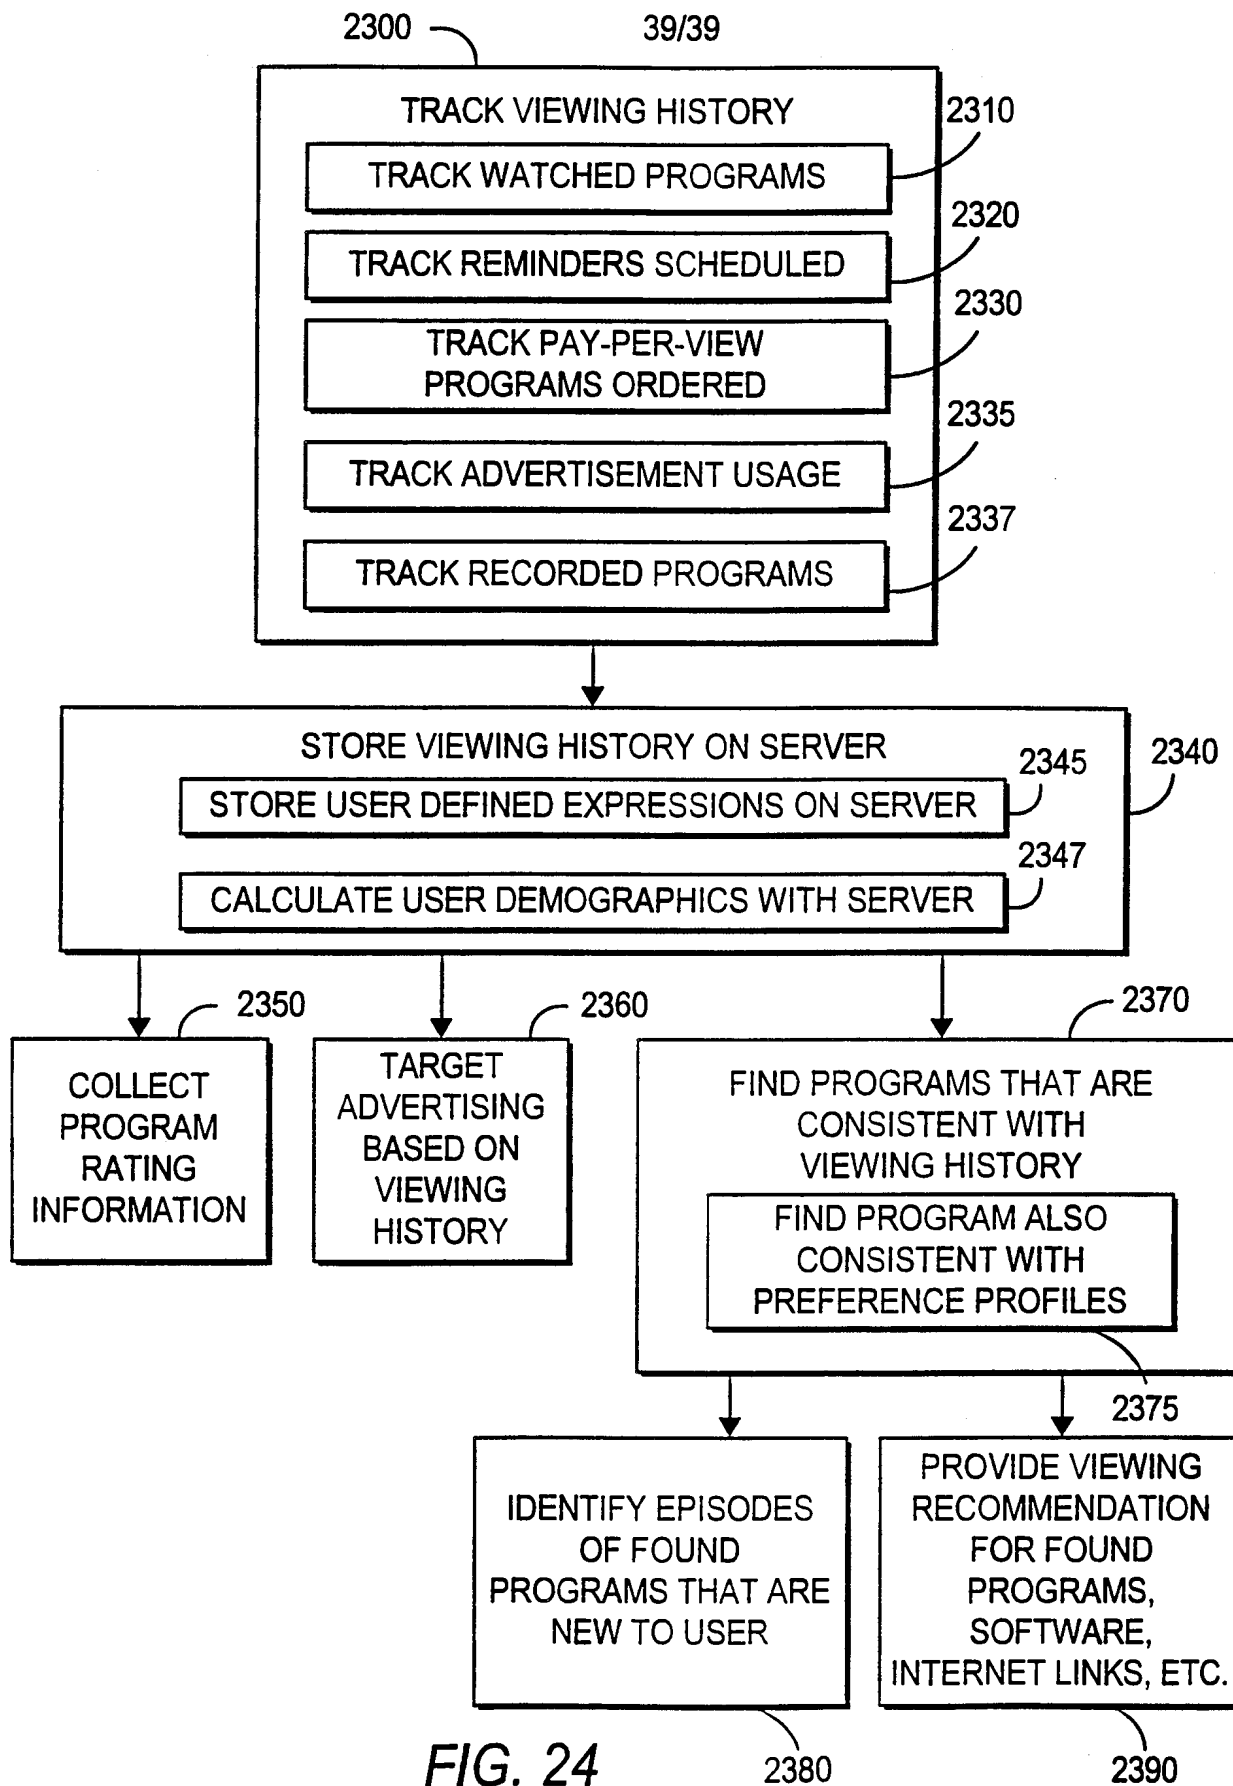 2300
39/39
TRACK VIEWING HISTORY
2310
TRACK WATCHED PROGRAMS
2320
TRACK REMINDERS SCHEDULED
2330
TRACK PAY-PER-VIEW
PROGRAMS ORDERED
2335
TRACK ADVERTISEMENT USAGE
2337
TRACK RECORDED PROGRAMS
STORE VIEWING HISTORY ON SERVER
2340
2345
STORE USER DEFINED EXPRESSIONS ON SERVER
2347
CALCULATE USER DEMOGRAPHICS WITH SERVER
2350
COLLECT
PROGRAM
RATING
INFORMATION
2360
TARGET
ADVERTISING
BASED ON
VIEWING
HISTORY
2370
FIND PROGRAMS THAT ARE
CONSISTENT WITH
VIEWING HISTORY
FIND PROGRAM ALSO
CONSISTENT WITH
PREFERENCE PROFILES
2375
IDENTIFY EPISODES
OF FOUND
PROGRAMS THAT ARE
NEW TO USER
2380
PROVIDE VIEWING
RECOMMENDATION
FOR FOUND
PROGRAMS,
SOFTWARE,
INTERNET LINKS, ETC.
2390
FIG. 24